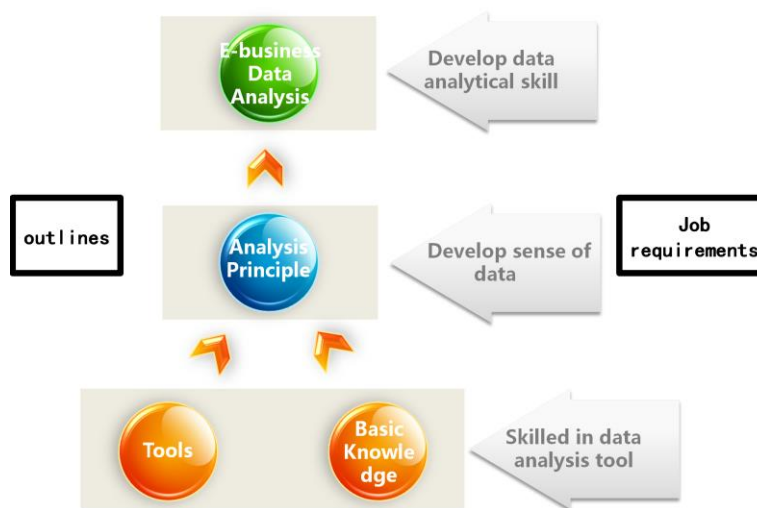 E-business
Data
Analysis
Develop data
analytical skill
outlines
Analysis
Principle
Develop sense of
data
Job
requirements
Tools
Basic
Knowle
dge
Skilled in data
analysis tool